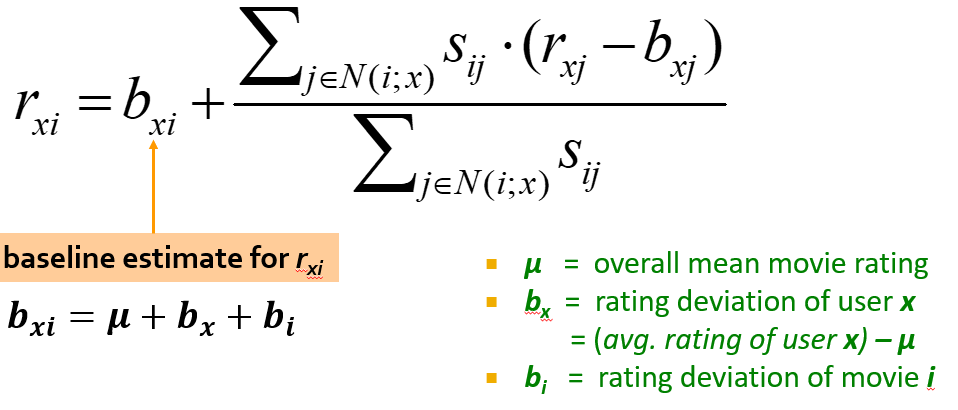 r_xi = b_xi + ∑_{j∈N(i;x)} s_ij · (r_xj − b_xj) / ∑_{j∈N(i;x)} s_ij
baseline estimate for r_xi
b_xi = μ + b_x + b_i
▪ μ = overall mean movie rating
▪ b_x = rating deviation of user x
= (avg. rating of user x) – μ
▪ b_i = rating deviation of movie i